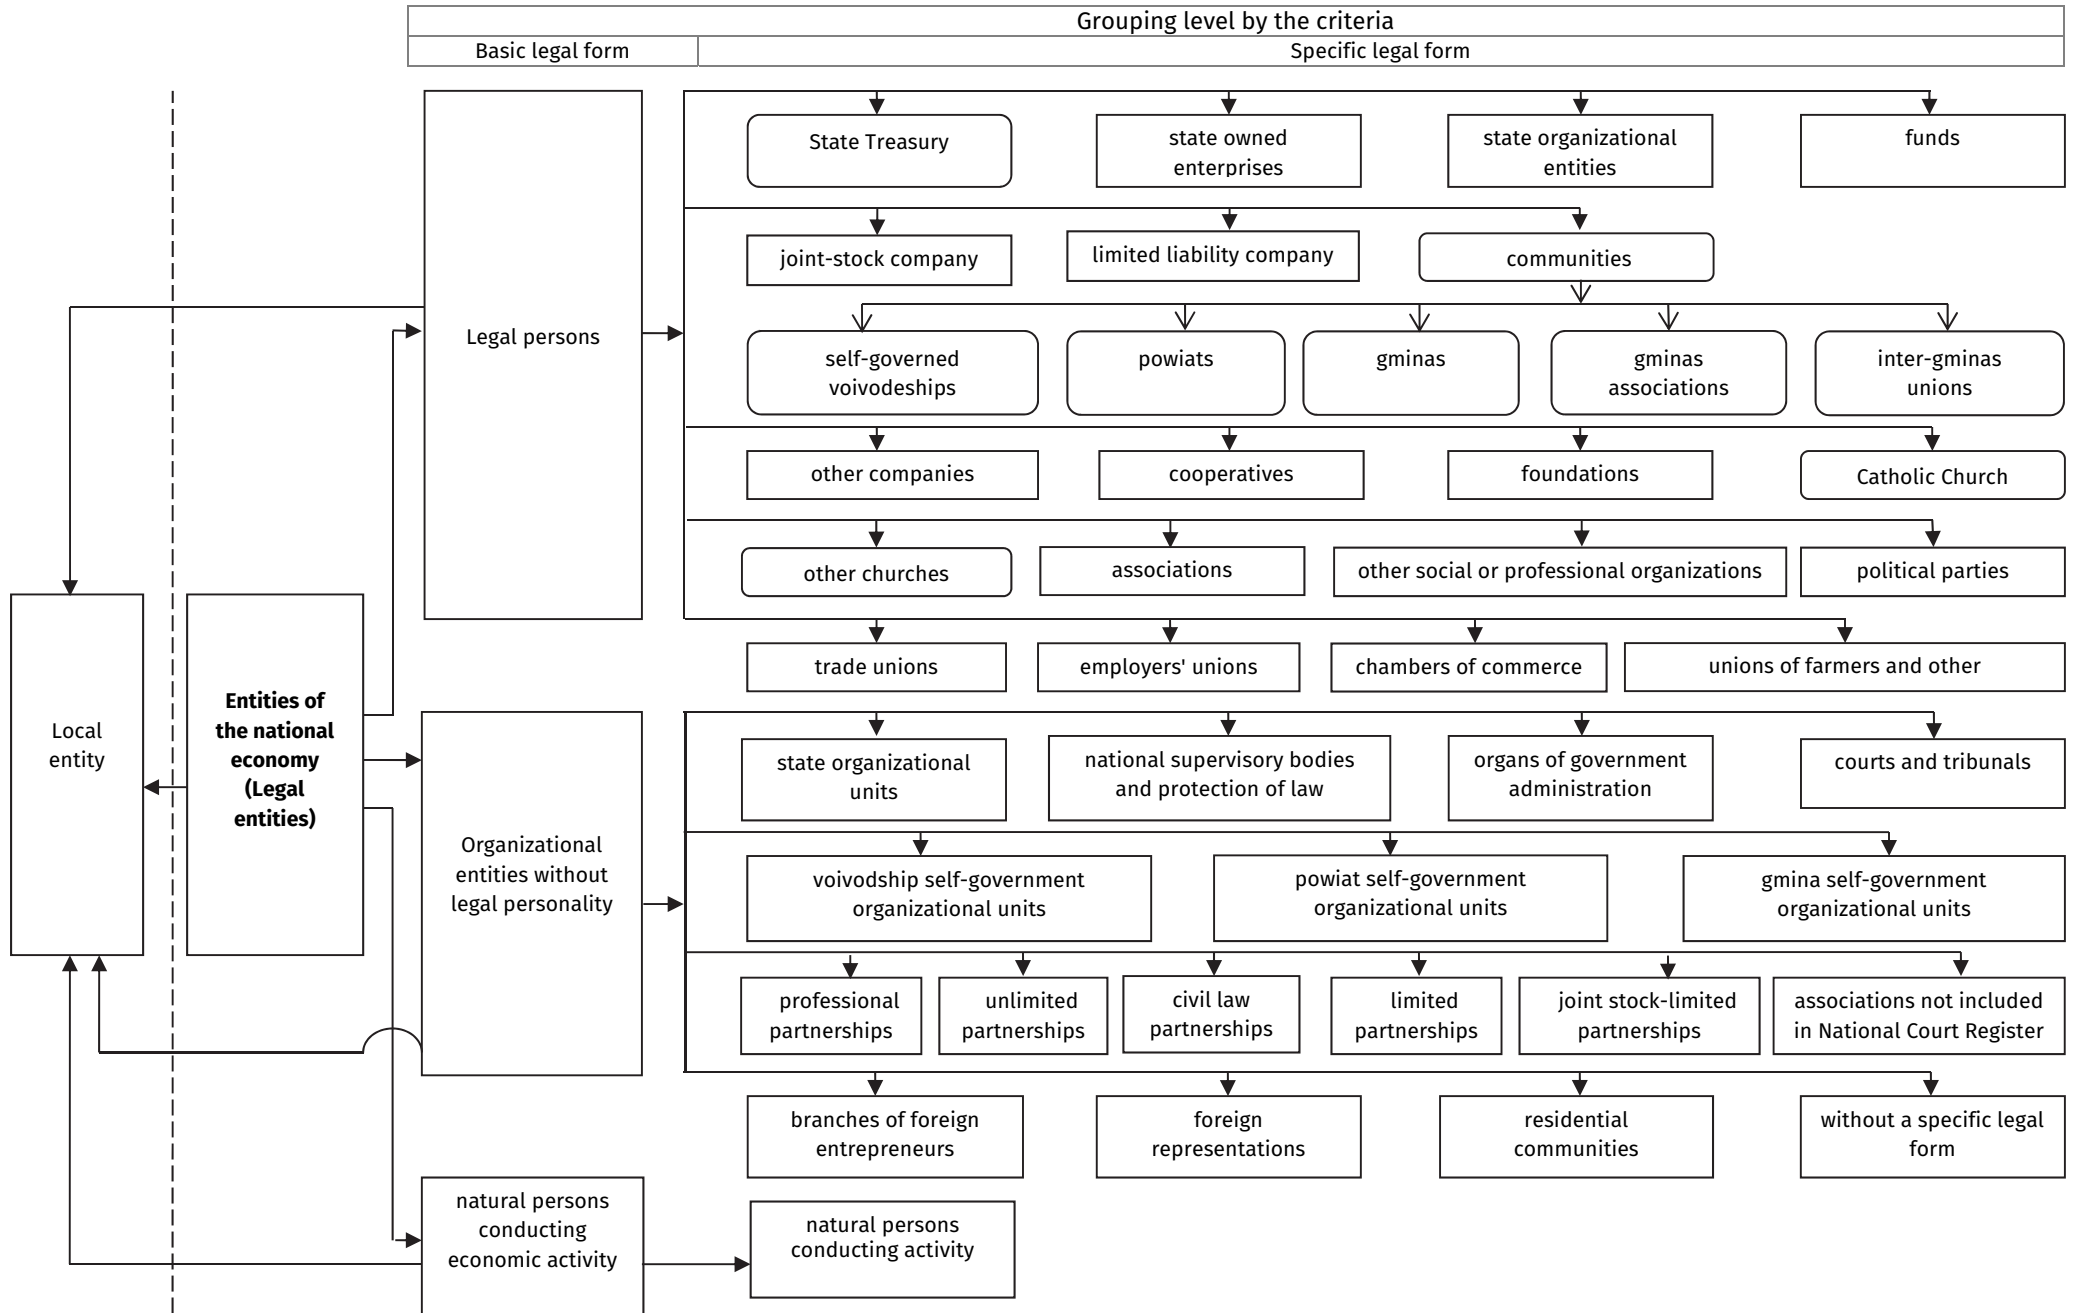 Grouping level by the criteria
Basic legal form
Specific legal form
State Treasury
state owned
enterprises
state organizational
entities
funds
joint-stock company
limited liability company
communities
Legal persons
self-governed
voivodeships
powiats
gminas
gminas
associations
inter-gminas
unions
other companies
cooperatives
foundations
Catholic Church
other churches
associations
other social or professional organizations
political parties
trade unions
employers' unions
chambers of commerce
unions of farmers and other
Local
entity
Entities of
the national
economy
(Legal
entities)
Organizational
entities without
legal personality
state organizational
units
national supervisory bodies
and protection of law
organs of government
administration
courts and tribunals
voivodship self-government
organizational units
powiat self-government
organizational units
gmina self-government
organizational units
professional
partnerships
unlimited
partnerships
civil law
partnerships
limited
partnerships
joint stock-limited
partnerships
associations not included
in National Court Register
branches of foreign
entrepreneurs
foreign
representations
residential
communities
without a specific legal
form
natural persons
conducting
economic activity
natural persons
conducting activity